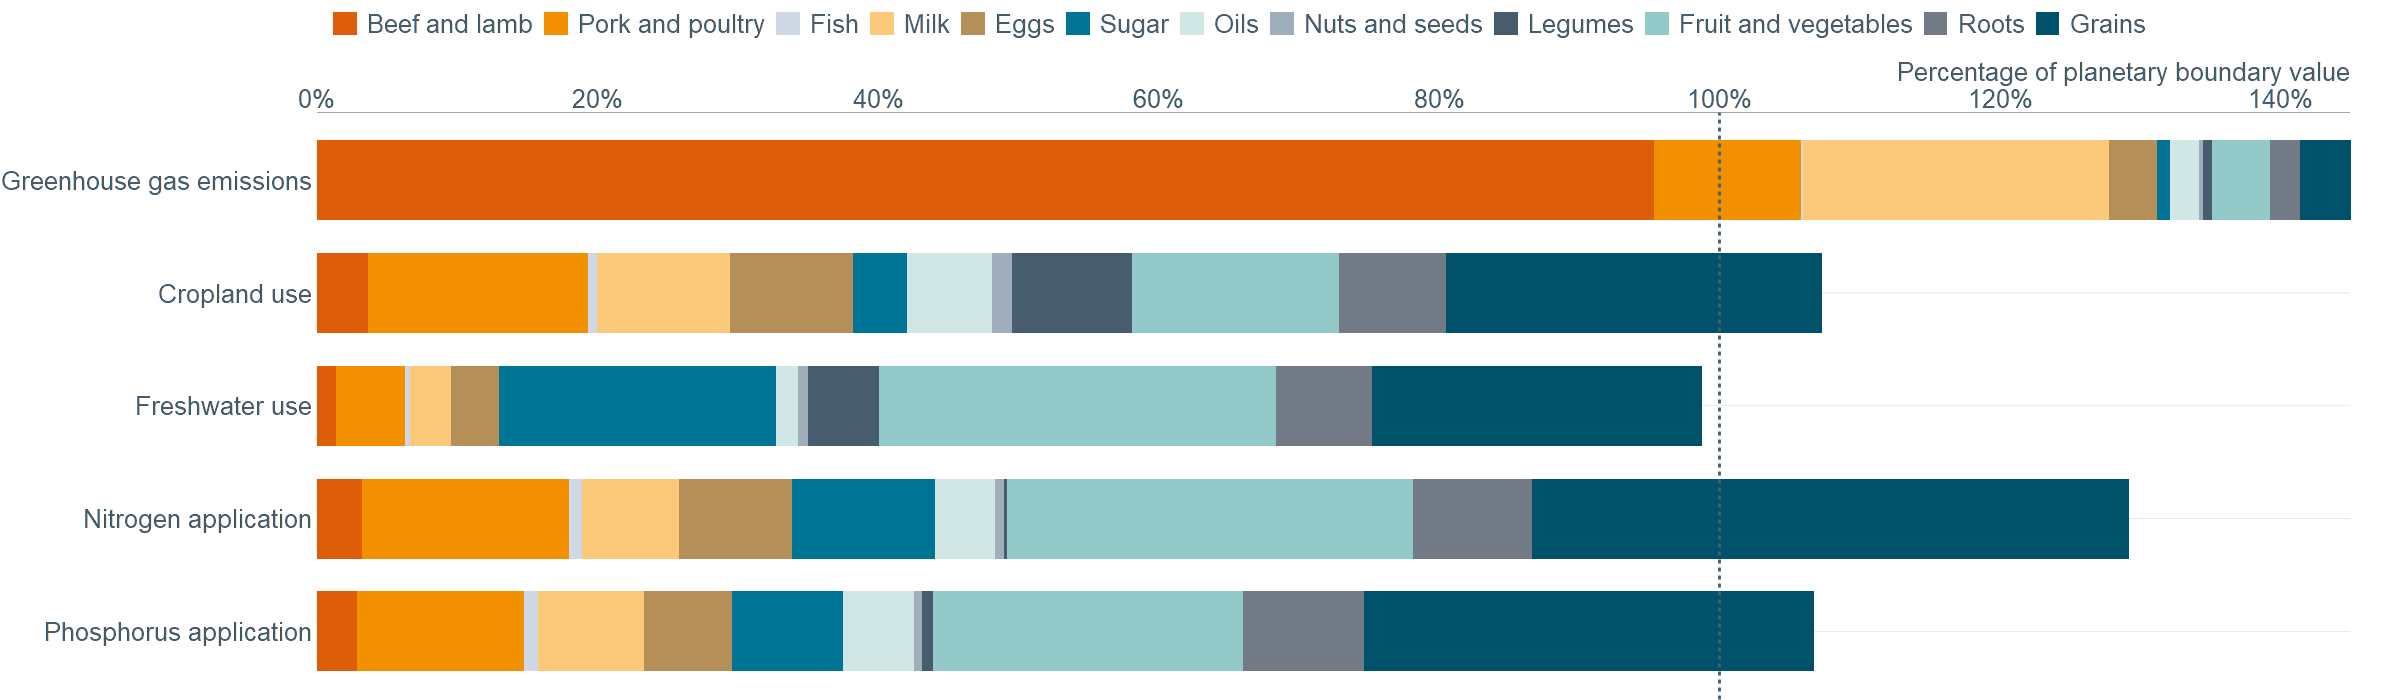 Beef and lamb Pork and poultry Fish Milk Eggs Sugar Oils Nuts and seeds Legumes Fruit and vegetables Roots Grains
Percentage of planetary boundary value
0% 20% 40% 60% 80% 100% 120% 140%
Greenhouse gas emissions
Cropland use
Freshwater use
Nitrogen application
Phosphorus application